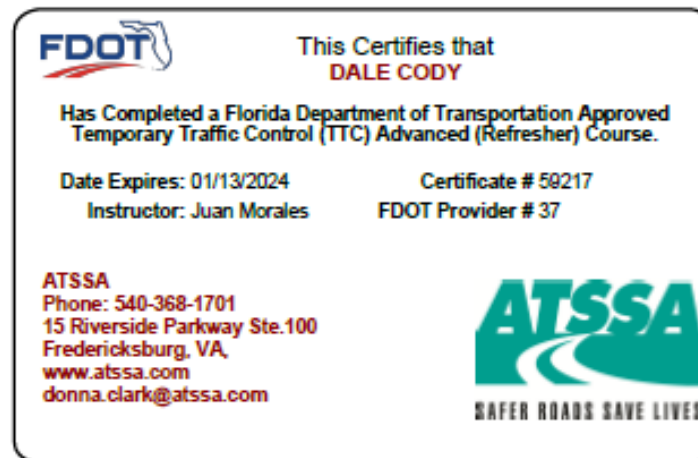 FDOT
This Certifies that
DALE CODY
Has Completed a Florida Department of Transportation Approved
Temporary Traffic Control (TTC) Advanced (Refresher) Course.
Date Expires: 01/13/2024 Certificate # 59217
Instructor: Juan Morales FDOT Provider # 37
ATSSA
Phone: 540-368-1701
15 Riverside Parkway Ste.100
Fredericksburg, VA,
www.atssa.com
donna.clark@atssa.com
ATSSA
SAFER ROADS SAVE LIVES